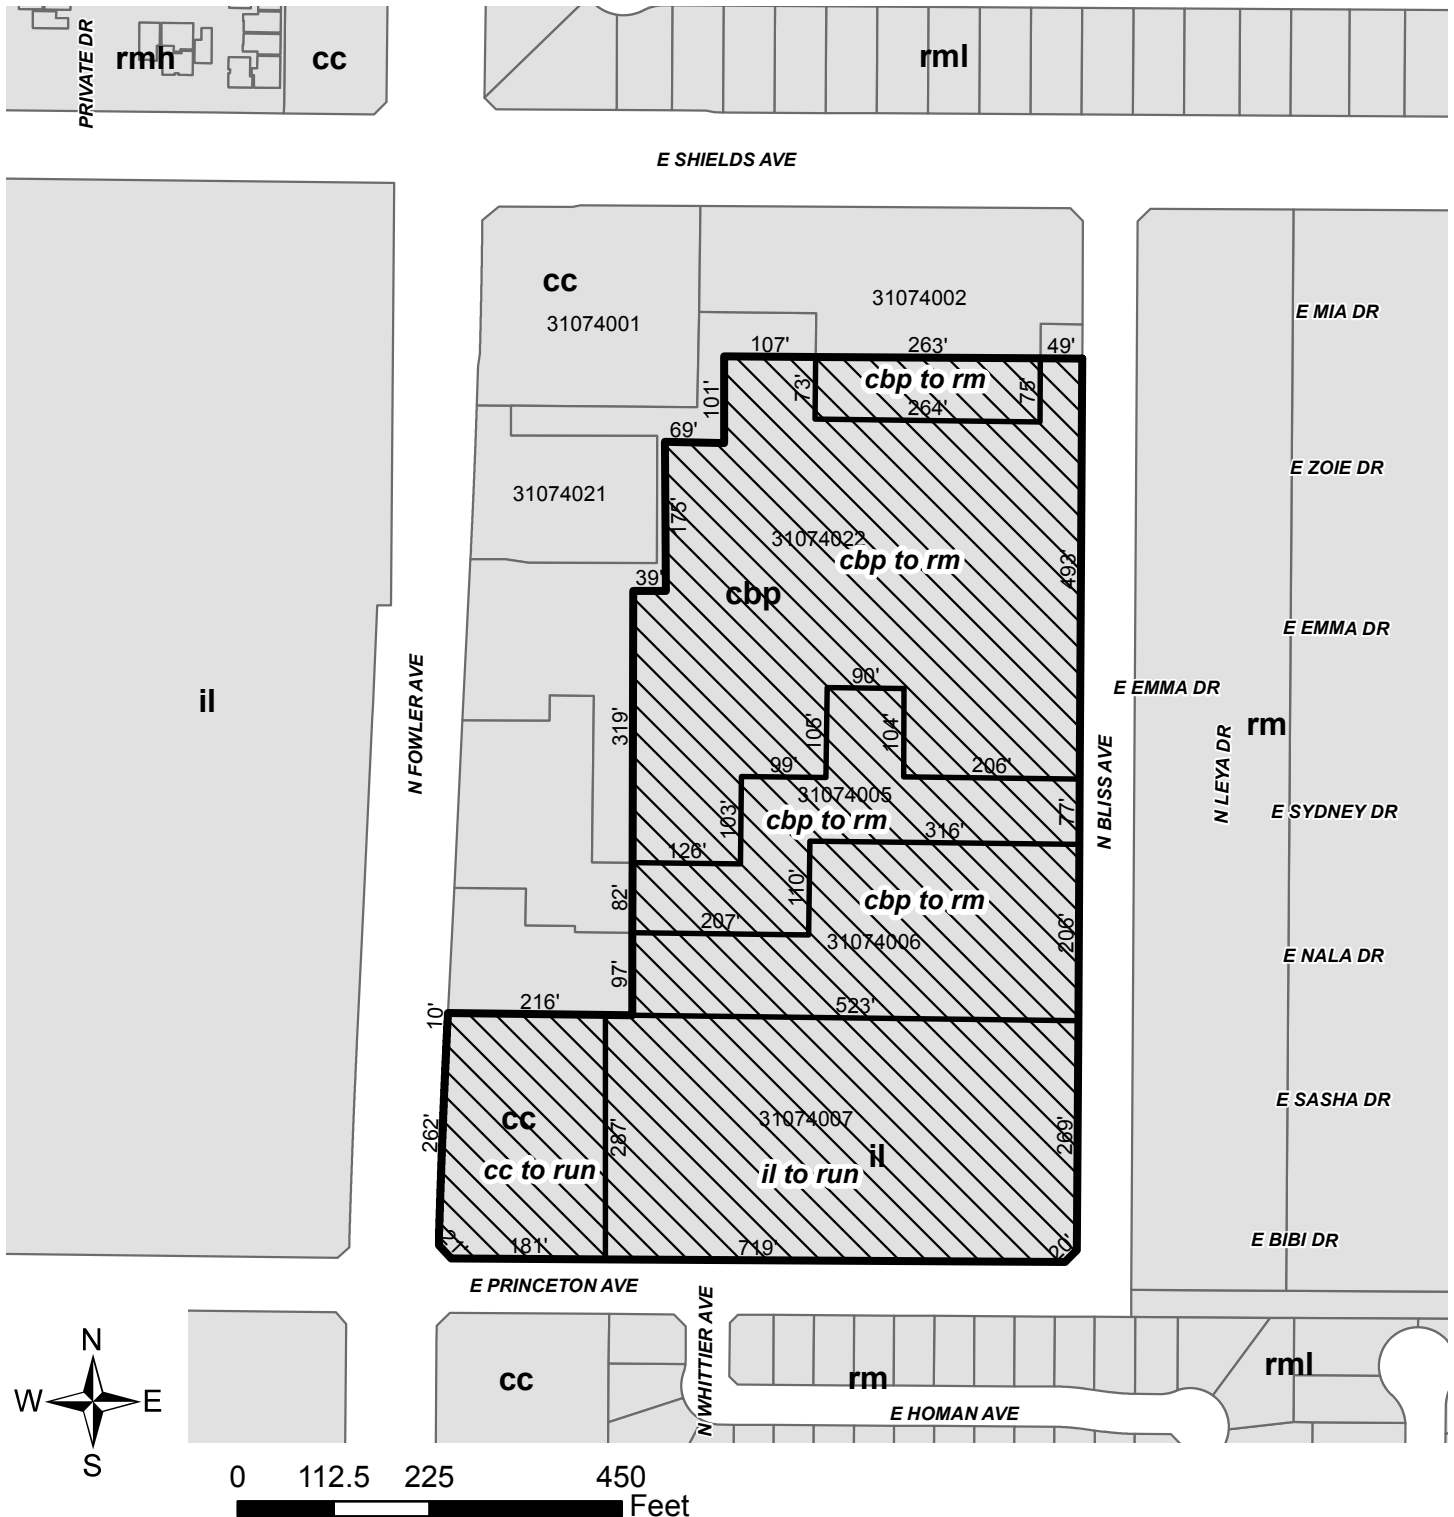 PRIVATE DR
rmh
cc
rml
E SHIELDS AVE
cc
31074001
31074002
E MIA DR
107'
263'
49'
cbp to rm
73'
75'
264'
101'
69'
E ZOIE DR
31074021
175'
31074022
cbp to rm
493'
39'
cbp
E EMMA DR
N FOWLER AVE
90'
E EMMA DR
il
319'
105'
104'
rm
N LEYA DR
N BLISS AVE
99'
206'
31074005
77'
E SYDNEY DR
103'
cbp to rm
316'
126'
82'
110'
cbp to rm
207'
31074006
206'
E NALA DR
97'
216'
523'
10'
E SASHA DR
cc
31074007
262'
287'
269'
cc to run
il to run
il
21'
181'
719'
20'
E BIBI DR
E PRINCETON AVE
N WHITTIER AVE
N
W
E
S
cc
rm
rml
E HOMAN AVE
0
112.5
225
450
Feet